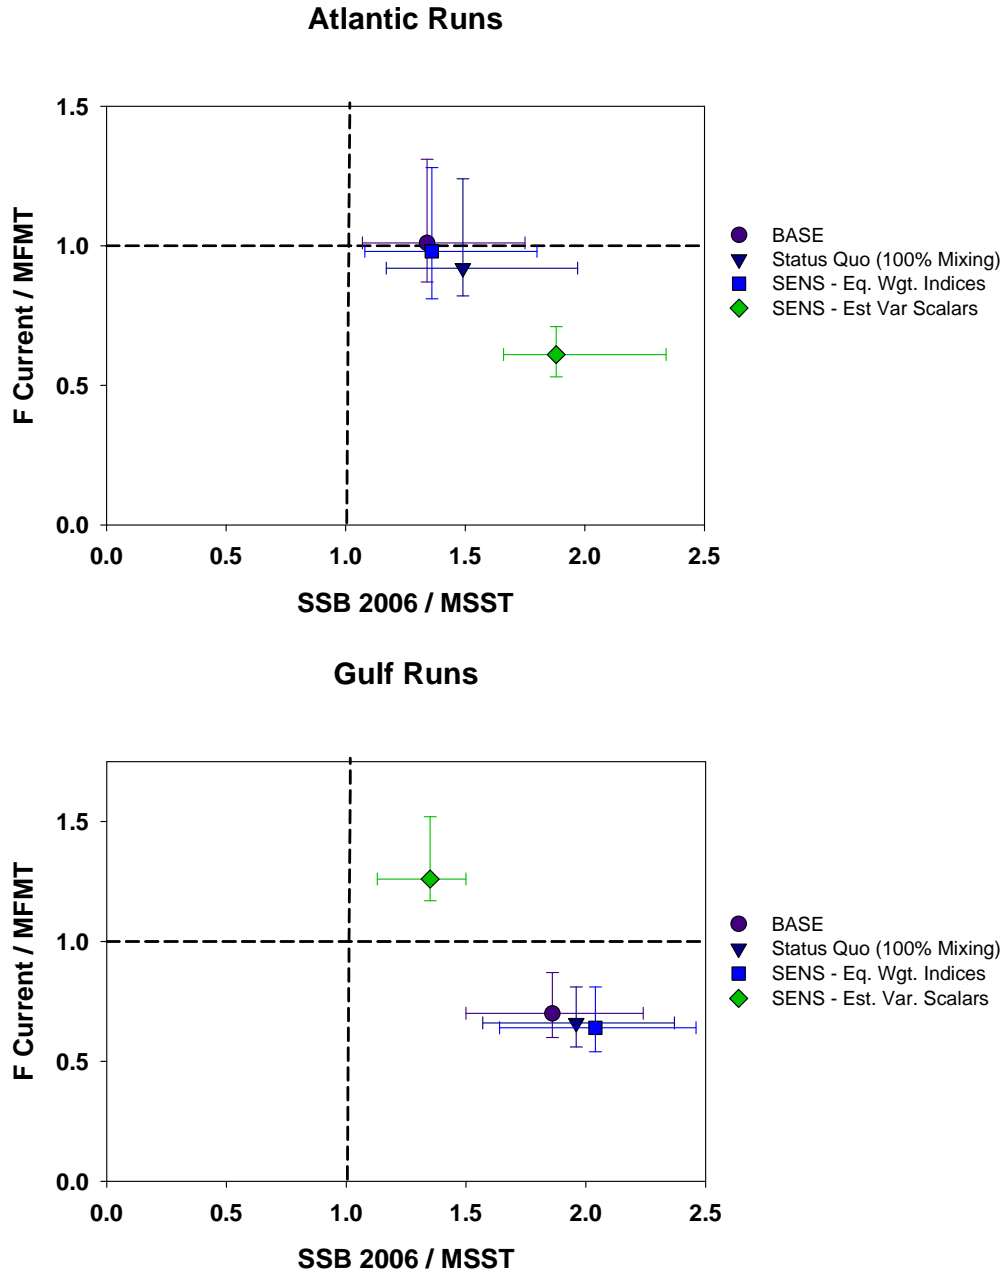 Atlantic Runs
1.5
1.0
0.5
0.0
F Current / MFMT
0.0 0.5 1.0 1.5 2.0 2.5
SSB 2006 / MSST
BASE
Status Quo (100% Mixing)
SENS - Eq. Wgt. Indices
SENS - Est Var Scalars
Gulf Runs
1.5
1.0
0.5
0.0
F Current / MFMT
0.0 0.5 1.0 1.5 2.0 2.5
SSB 2006 / MSST
BASE
Status Quo (100% Mixing)
SENS - Eq. Wgt. Indices
SENS - Est. Var. Scalars